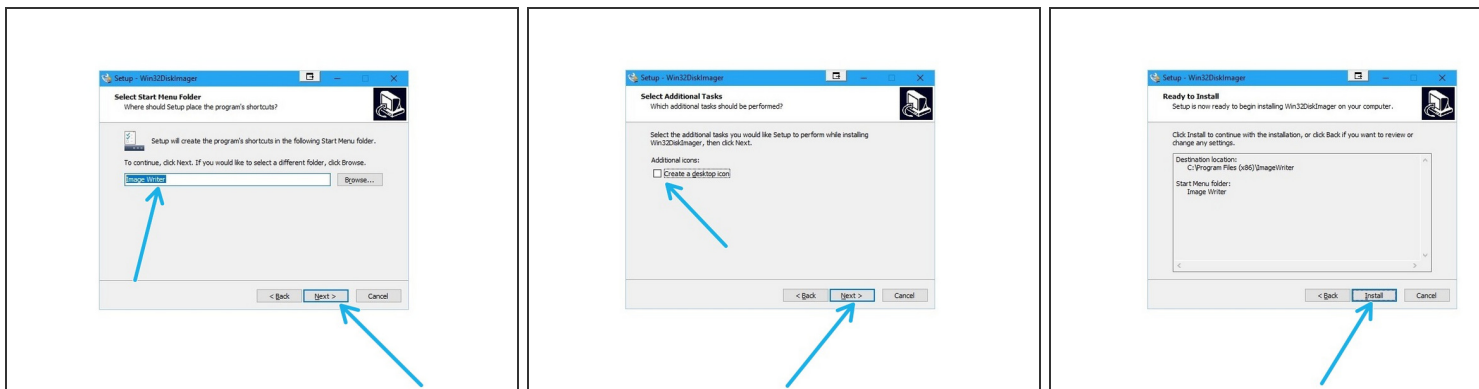 Setup - Win32DiskImager
Select Start Menu Folder
Where should Setup place the program's shortcuts?
Setup will create the program's shortcuts in the following Start Menu folder.
To continue, click Next. If you would like to select a different folder, click Browse.
Image Writer
Browse...
< Back
Next >
Cancel
Setup - Win32DiskImager
Select Additional Tasks
Which additional tasks should be performed?
Select the additional tasks you would like Setup to perform while installing
Win32DiskImager, then click Next.
Additional icons:
Create a desktop icon
< Back
Next >
Cancel
Setup - Win32DiskImager
Ready to Install
Setup is now ready to begin installing Win32DiskImager on your computer.
Click Install to continue with the installation, or click Back if you want to review or
change any settings.
Destination location:
C:\Program Files (x86)\ImageWriter
Start Menu folder:
Image Writer
< Back
Install
Cancel